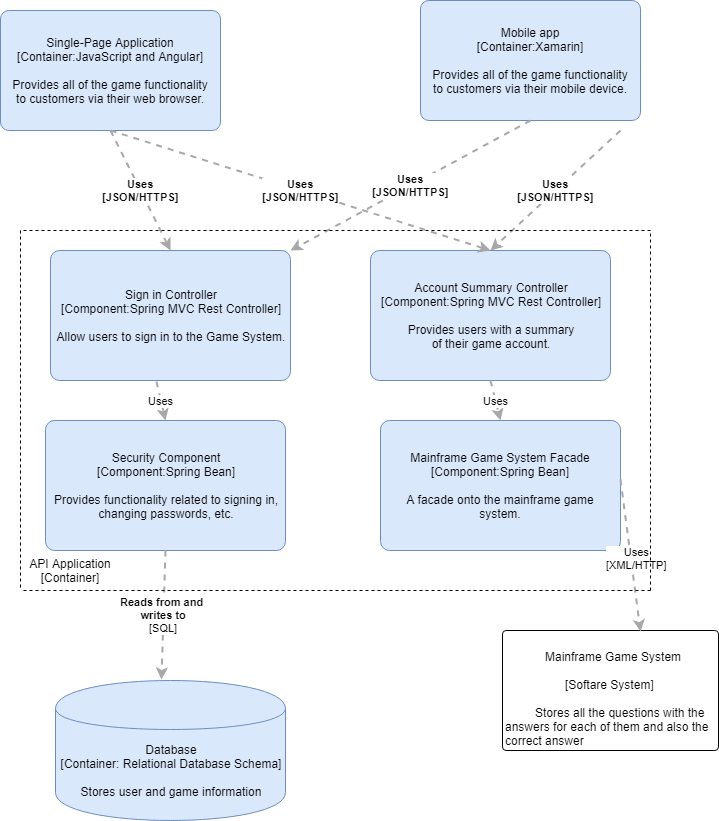 Single-Page Application
[Container:JavaScript and Angular]
Provides all of the game functionality
to customers via their web browser.
Mobile app
[Container:Xamarin]
Provides all of the game functionality
to customers via their mobile device.
Uses
[JSON/HTTPS]
Uses
[JSON/HTTPS]
Uses
[JSON/HTTPS]
Uses
[JSON/HTTPS]
Sign in Controller
[Component:Spring MVC Rest Controller]
Allow users to sign in to the Game System.
Account Summary Controller
[Component:Spring MVC Rest Controller]
Provides users with a summary
of their game account.
Uses
Uses
Security Component
[Component:Spring Bean]
Provides functionality related to signing in,
changing passwords, etc.
Mainframe Game System Facade
[Component:Spring Bean]
A facade onto the mainframe game
system.
API Application
[Container]
Uses
[XML/HTTP]
Reads from and
writes to
[SQL]
Mainframe Game System
[Softare System]
Stores all the questions with the
answers for each of them and also the
correct answer
Database
[Container: Relational Database Schema]
Stores user and game information